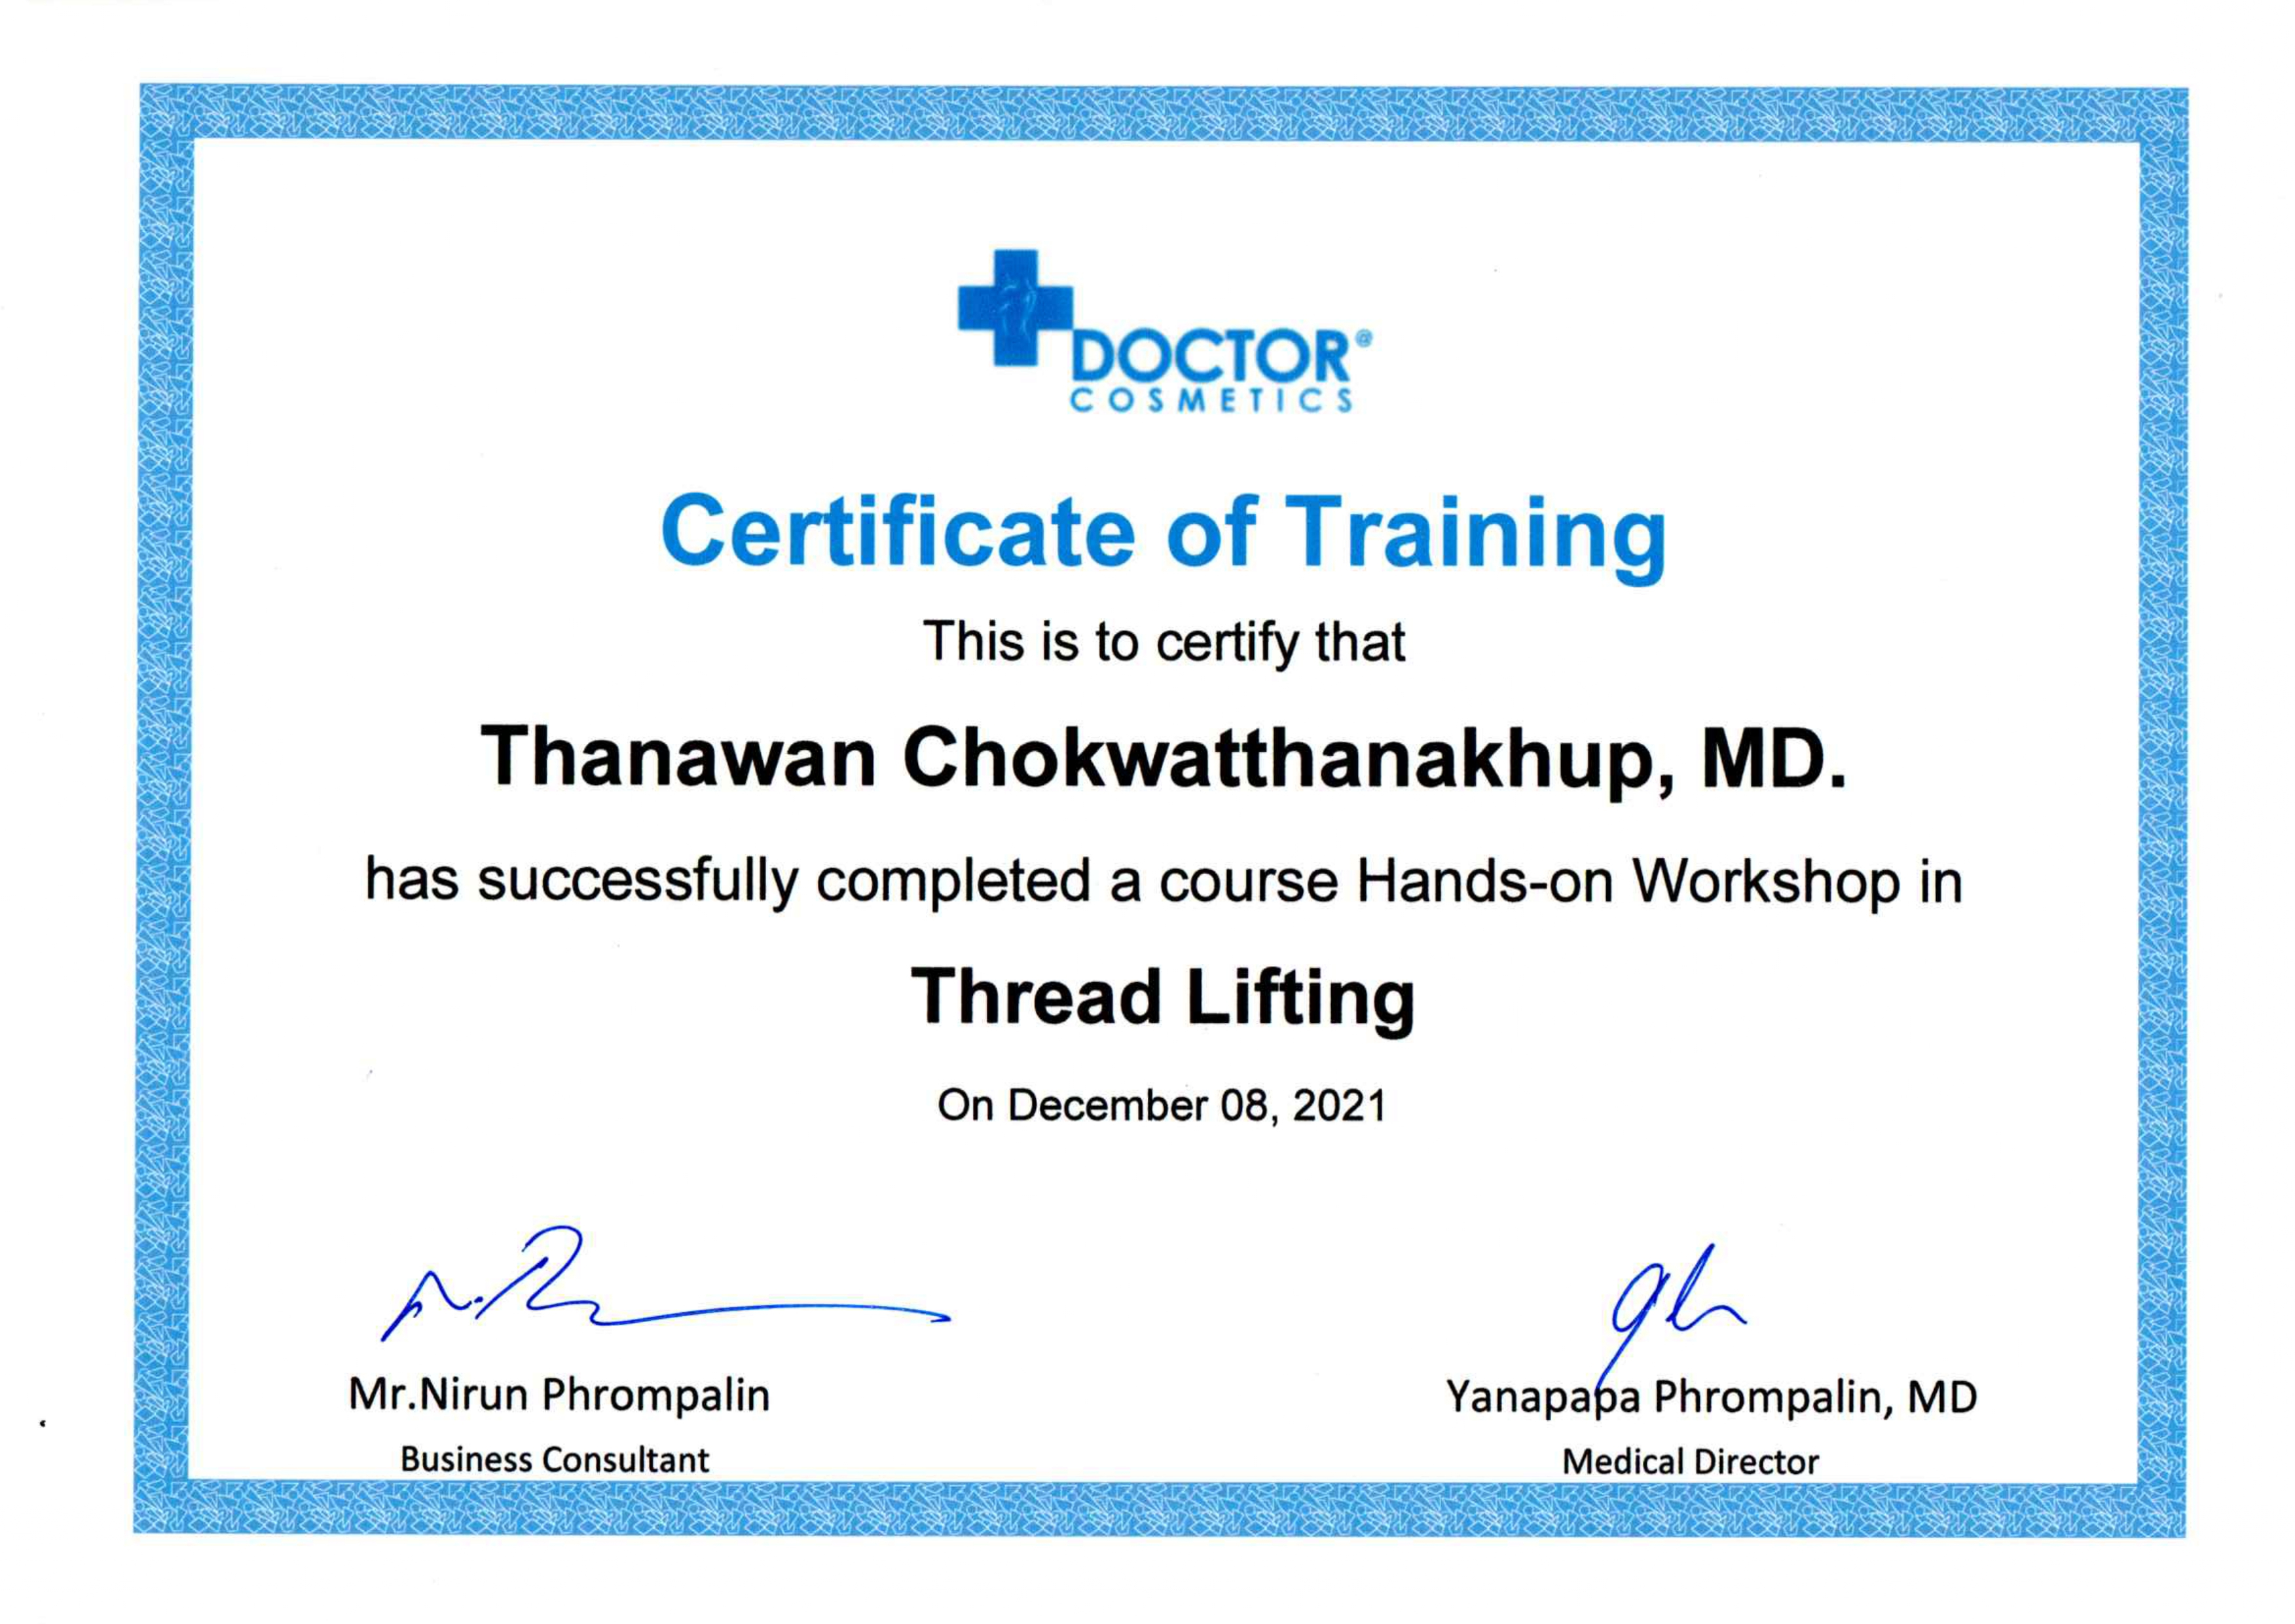 DOCTOR@
COSMETICS
Certificate of Training
This is to certify that
Thanawan Chokwatthanakhup, MD.
has successfully completed a course Hands-on Workshop in
Thread Lifting
On December 08, 2021
Mr.Nirun Phrompalin
Yanapapa Phrompalin, MD
Business Consultant
Medical Director